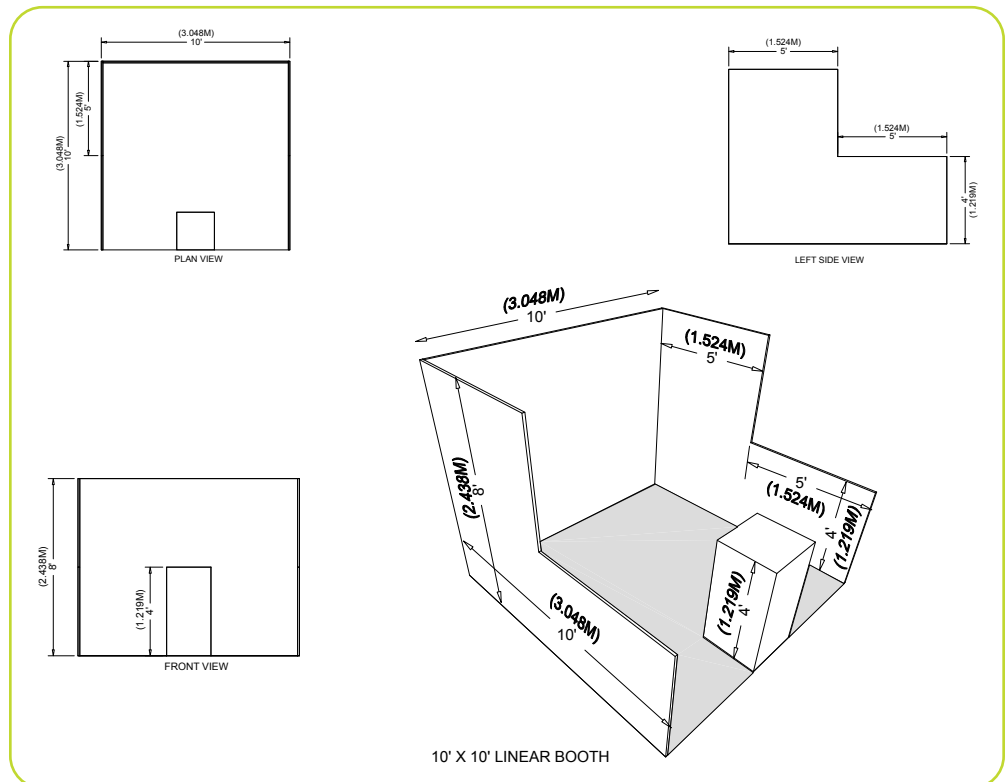 (3.048M)
10'
(1.524M)
5'
(3.048M)
10'
PLAN VIEW
(1.524M)
5'
(1.524M)
5'
4'
(1.219M)
LEFT SIDE VIEW
(3.048M)
10'
(1.524M)
5'
(2.438M)
8'
5'
(1.524M)
4'
(1.219M)
(1.219M)
4'
(3.048M)
10'
(2.438M)
8'
(1.219M)
4'
FRONT VIEW
10' X 10' LINEAR BOOTH